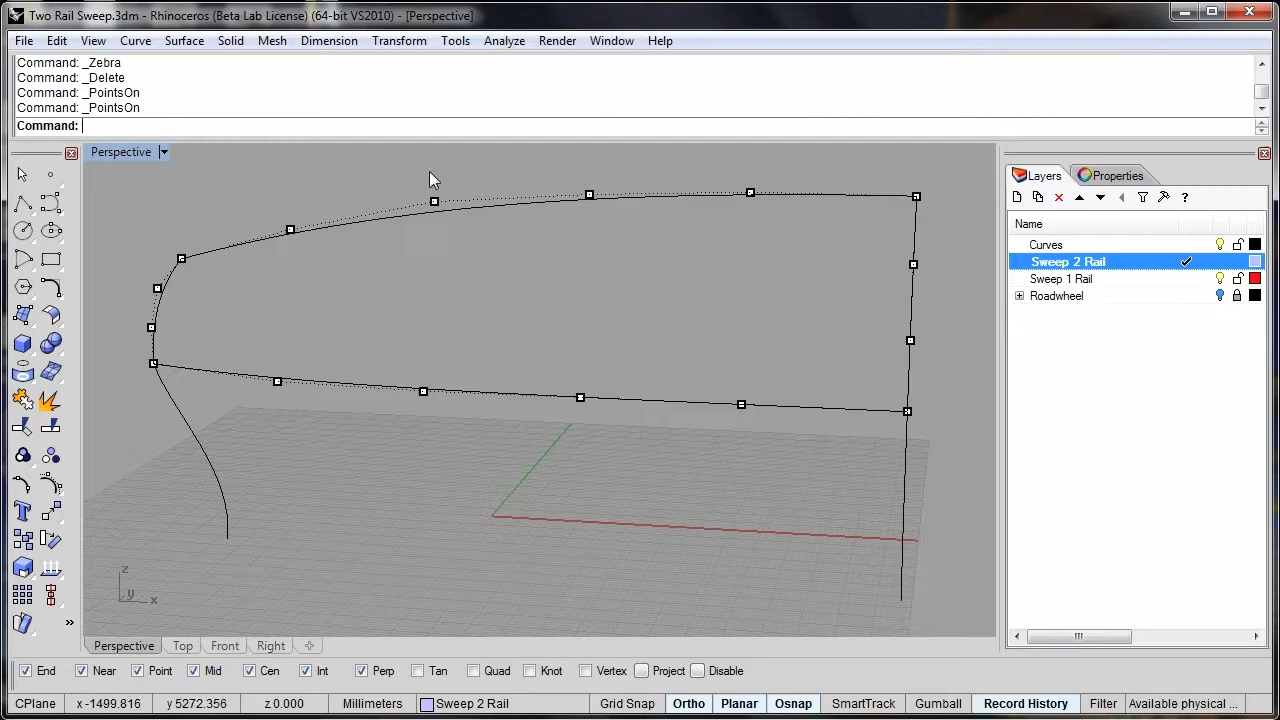 Two Rail Sweep.3dm - Rhinoceros (Beta Lab License) (64-bit VS2010) - [Perspective]
File Edit View Curve Surface Solid Mesh Dimension Transform Tools Analyze Render Window Help
Command: _Zebra
Command: _Delete
Command: _PointsOn
Command: _PointsOn
Command:
Perspective
Layers Properties
?
Name
Curves
Sweep 2 Rail
Sweep 1 Rail
Roadwheel
z
y
x
T
»
Perspective Top Front Right
End Near Point Mid Cen Int Perp Tan Quad Knot Vertex Project Disable
CPlane x -1499.816 y 5272.356 z 0.000 Millimeters Sweep 2 Rail Grid Snap Ortho Planar Osnap SmartTrack Gumball Record History Filter Available physical ...